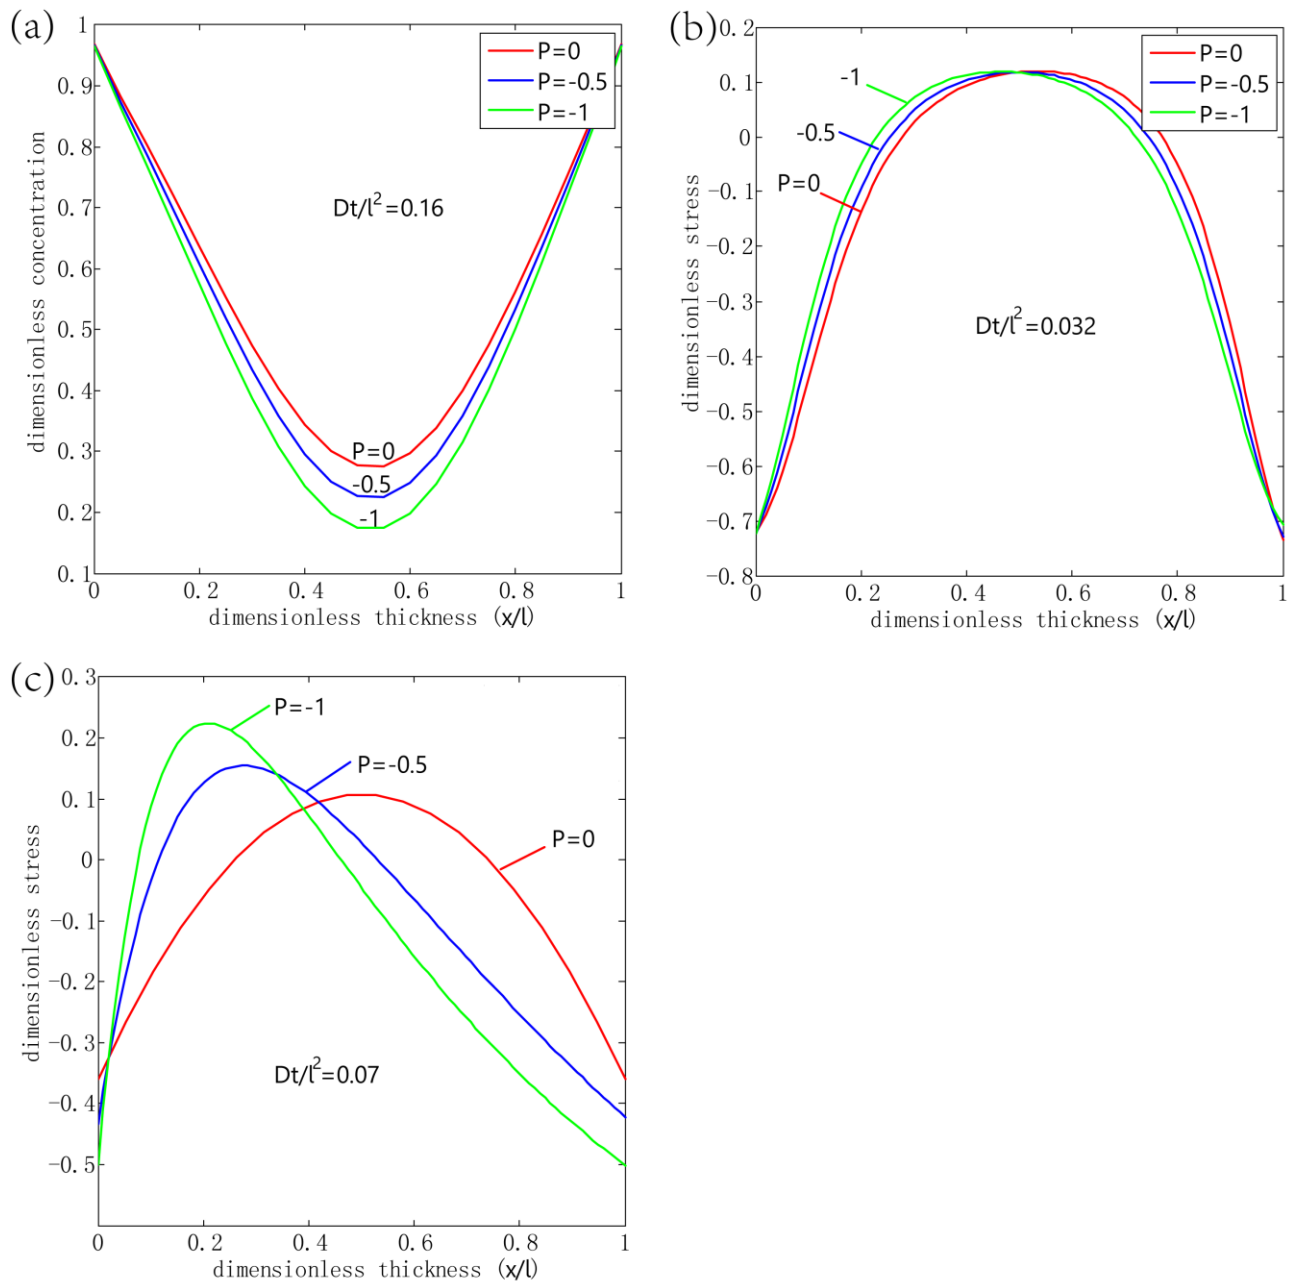 (a)
1
0.9
0.8
0.7
0.6
0.5
0.4
0.3
0.2
0.1
dimensionless concentration
P=0
P=-0.5
P=-1
Dt/l²=0.16
P=0
-0.5
-1
0
0.2
0.4
0.6
0.8
1
dimensionless thickness (x/l)
(b)
0.2
0.1
0
−0.1
−0.2
−0.3
−0.4
−0.5
−0.6
−0.7
−0.8
dimensionless stress
P=0
P=-0.5
P=-1
-1
-0.5
P=0
Dt/l²=0.032
0
0.2
0.4
0.6
0.8
1
dimensionless thickness (x/l)
(c)
0.3
0.2
0.1
0
−0.1
−0.2
−0.3
−0.4
−0.5
dimensionless stress
P=-1
P=-0.5
P=0
Dt/l²=0.07
0
0.2
0.4
0.6
0.8
1
dimensionless thickness (x/l)